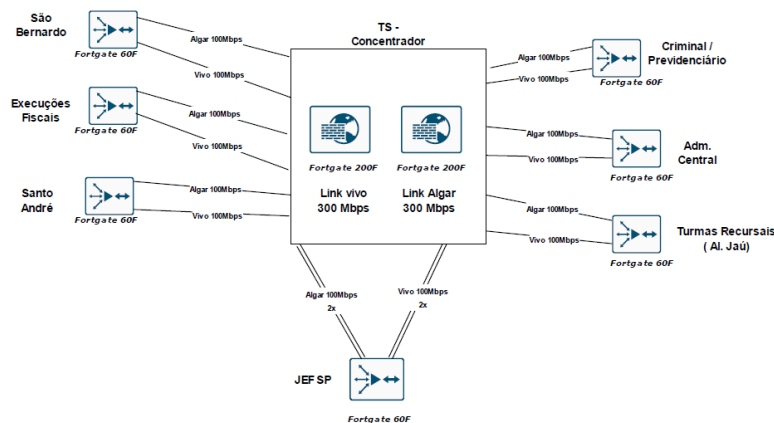 TS -
Concentrador
São
Bernardo
Fortgate 60F
Algar 100Mbps
Vivo 100Mbps
Execuções
Fiscais
Fortgate 60F
Algar 100Mbps
Vivo 100Mbps
Santo
André
Fortgate 60F
Algar 100Mbps
Vivo 100Mbps
Fortgate 200F
Fortgate 200F
Link vivo
300 Mbps
Link Algar
300 Mbps
Algar 100Mbps
Vivo 100Mbps
Fortgate 60F
Criminal /
Previdenciário
Algar 100Mbps
Vivo 100Mbps
Fortgate 60F
Adm.
Central
Algar 100Mbps
Vivo 100Mbps
Fortgate 60F
Turmas Recursais
( Al. Jaú)
Algar 100Mbps
2x
Vivo 100Mbps
2x
JEF SP
Fortgate 60F